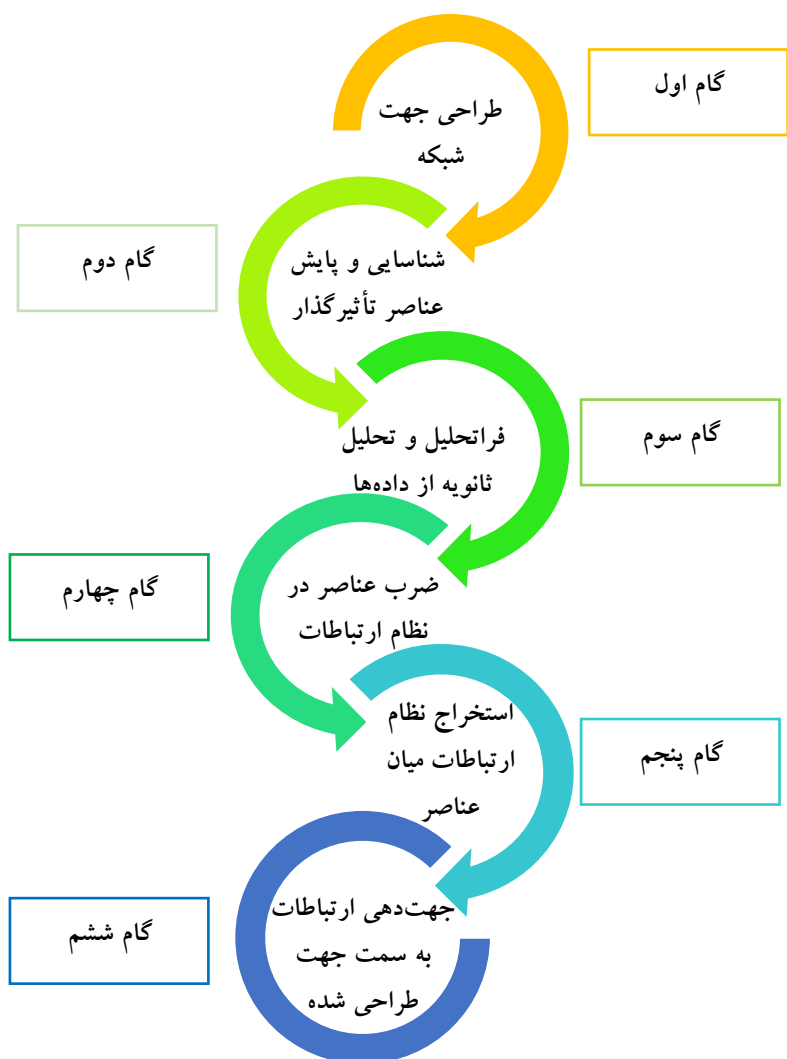 گام اول
طراحی جهت
شبکه
گام دوم
شناسایی و پایش
عناصر تأثیرگذار
گام سوم
فراتحلیل و تحلیل
ثانویه از داده‌ها
گام چهارم
ضرب عناصر در
نظام ارتباطات
گام پنجم
استخراج نظام
ارتباطات میان
عناصر
گام ششم
جهت‌دهی ارتباطات
به سمت جهت
طراحی شده